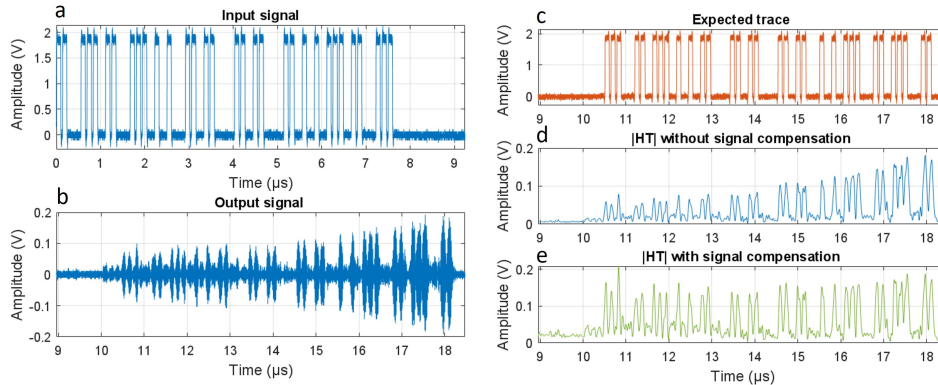 a
Input signal
2
1.5
1
0.5
0
Amplitude (V)
0 1 2 3 4 5 6 7 8 9
Time (µs)
b
Output signal
0.2
0.1
0
-0.1
-0.2
Amplitude (V)
9 10 11 12 13 14 15 16 17 18
Time (µs)
c
Expected trace
2
1
0
Amplitude (V)
9 10 11 12 13 14 15 16 17 18
d
|HT| without signal compensation
0.2
0.1
0
Amplitude (V)
9 10 11 12 13 14 15 16 17 18
e
|HT| with signal compensation
0.2
0.1
0
Amplitude (V)
9 10 11 12 13 14 15 16 17 18
Time (µs)